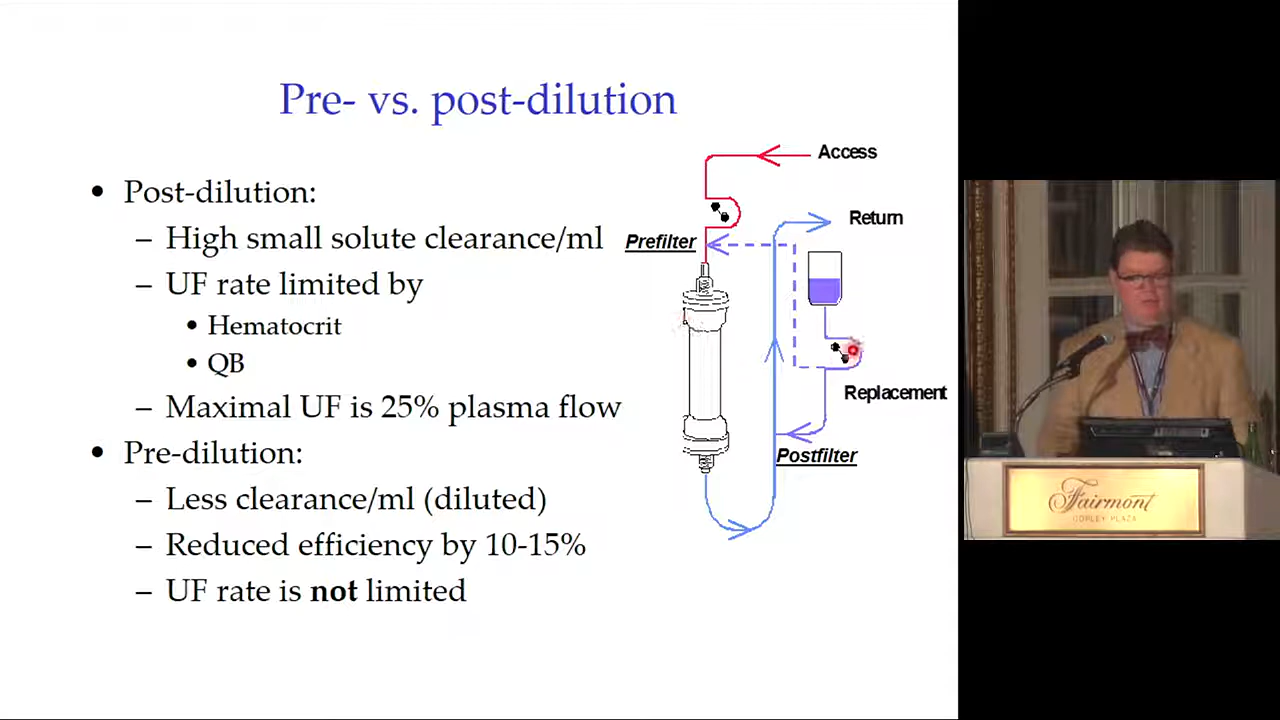 Pre- vs. post-dilution
• Post-dilution:
– High small solute clearance/ml
– UF rate limited by
• Hematocrit
• QB
– Maximal UF is 25% plasma flow
• Pre-dilution:
– Less clearance/ml (diluted)
– Reduced efficiency by 10-15%
– UF rate is not limited
Access
Return
Prefilter
Replacement
Postfilter
Fairmont
COPLEY PLAZA